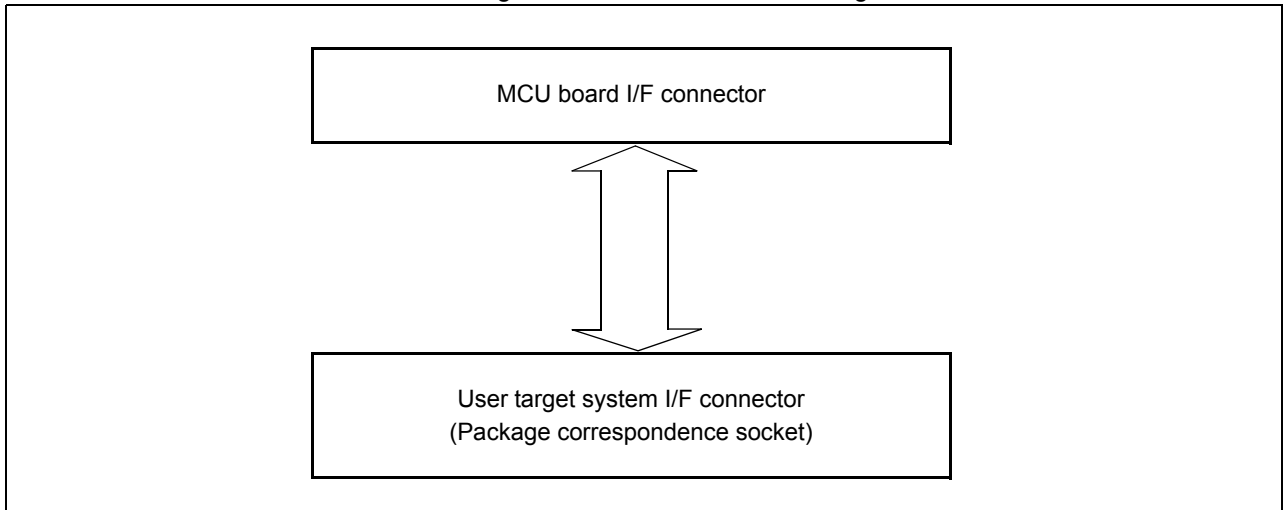 MCU board I/F connector
User target system I/F connector
(Package correspondence socket)